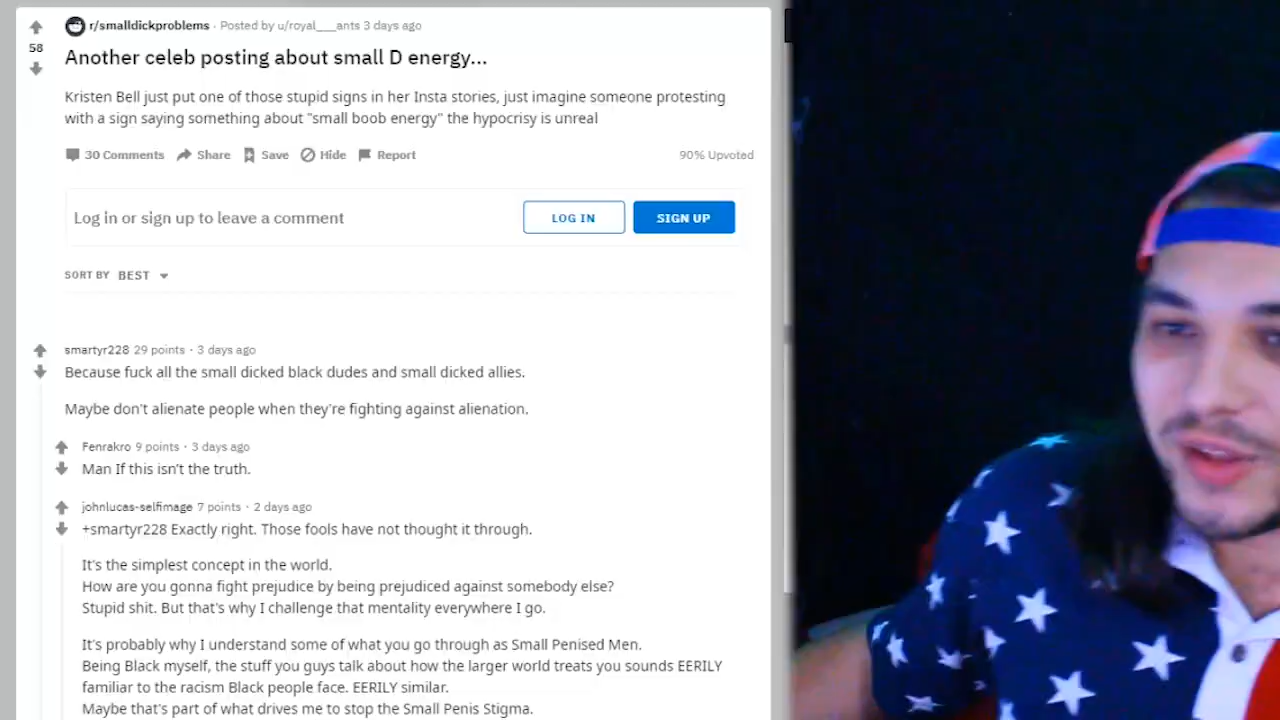 r/smalldickproblems · Posted by u/royal___ants 3 days ago
58
Another celeb posting about small D energy...
Kristen Bell just put one of those stupid signs in her Insta stories, just imagine someone protesting
with a sign saying something about "small boob energy" the hypocrisy is unreal
30 Comments Share Save Hide Report 90% Upvoted
Log in or sign up to leave a comment LOG IN SIGN UP
SORT BY BEST
smartyr228 29 points · 3 days ago
Because fuck all the small dicked black dudes and small dicked allies.
Maybe don't alienate people when they're fighting against alienation.
Fenrakro 9 points · 3 days ago
Man If this isn't the truth.
johnlucas-selfimage 7 points · 2 days ago
+smartyr228 Exactly right. Those fools have not thought it through.
It's the simplest concept in the world.
How are you gonna fight prejudice by being prejudiced against somebody else?
Stupid shit. But that's why I challenge that mentality everywhere I go.
It's probably why I understand some of what you go through as Small Penised Men.
Being Black myself, the stuff you guys talk about how the larger world treats you sounds EERILY
familiar to the racism Black people face. EERILY similar.
Maybe that's part of what drives me to stop the Small Penis Stigma.